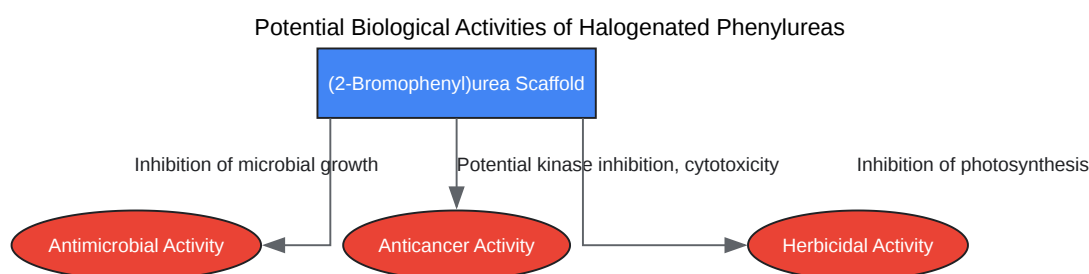 Potential Biological Activities of Halogenated Phenylureas
(2-Bromophenyl)urea Scaffold
Inhibition of microbial growth
Potential kinase inhibition, cytotoxicity
Inhibition of photosynthesis
Antimicrobial Activity
Anticancer Activity
Herbicidal Activity